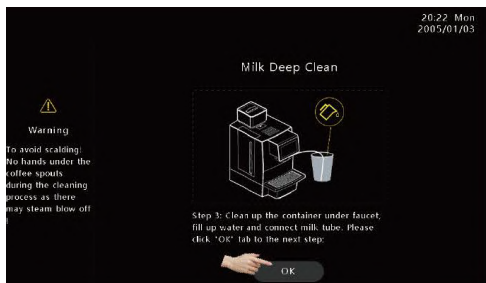 20:22 Mon
2005/01/03
Milk Deep Clean
Warning
To avoid scalding!
No hands under the
coffee spouts
during the cleaning
process as there
may steam blow off
!
Step 3: Clean up the container under faucet,
fill up water and connect milk tube. Please
click "OK" tab to the next step;
OK